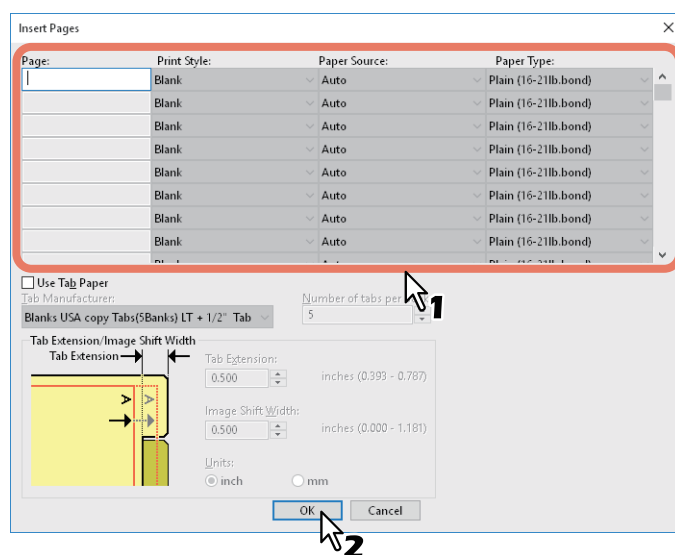 Insert Pages
Page: Print Style: Paper Source: Paper Type:
Blank Auto Plain (16-21lb.bond)
Blank Auto Plain (16-21lb.bond)
Blank Auto Plain (16-21lb.bond)
Blank Auto Plain (16-21lb.bond)
Blank Auto Plain (16-21lb.bond)
Blank Auto Plain (16-21lb.bond)
Blank Auto Plain (16-21lb.bond)
Blank Auto Plain (16-21lb.bond)
Use Tab Paper
1
Tab Manufacturer: Number of tabs per
Blanks USA copy Tabs(5Banks) LT + 1/2" Tab 5
Tab Extension/Image Shift Width
Tab Extension
Tab Extension:
0.500 inches (0.393 - 0.787)
A A
Image Shift Width:
0.500 inches (0.000 - 1.181)
Units:
inch mm
OK Cancel
2